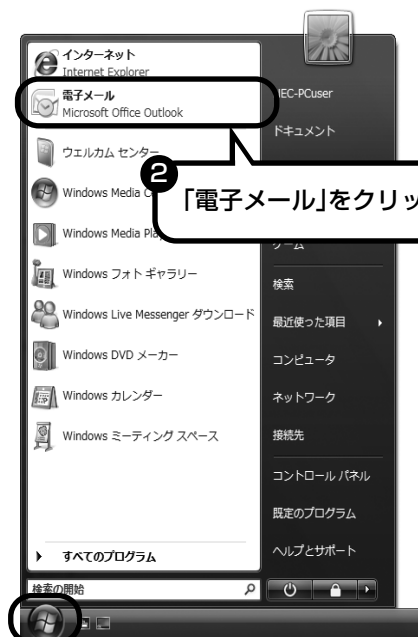 インターネット
Internet Explorer
電子メール
Microsoft Office Outlook
ウェルカム センター
Windows Media
Windows Media
Windows フォト ギャラリー
Windows Live Messenger ダウンロード
Windows DVD メーカー
Windows カレンダー
Windows ミーティング スペース
すべてのプログラム
検索の開始
NEC-PCuser
ドキュメント
2
「電子メール」をクリッ
ゲーム
検索
最近使った項目
コンピュータ
ネットワーク
接続先
コントロール パネル
既定のプログラム
ヘルプとサポート